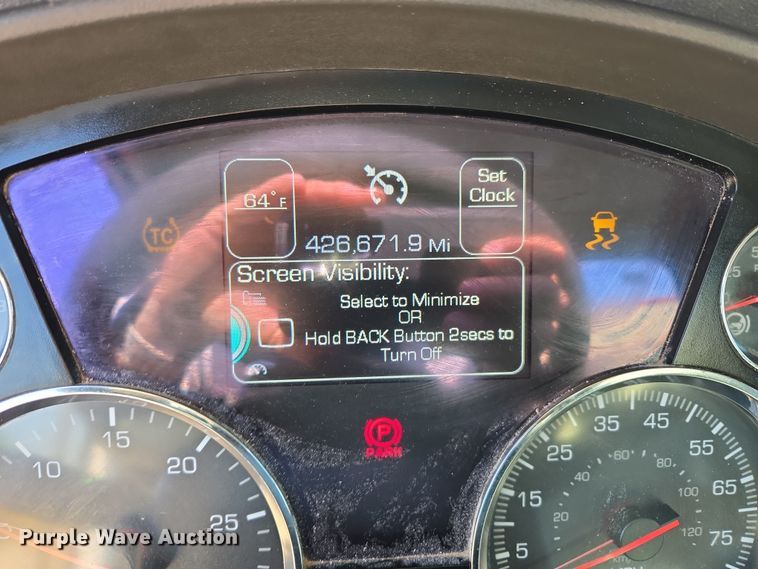 64°F
Set
Clock
TC
426,671.9 Mi
Screen Visibility:
Select to Minimize
OR
Hold BACK Button 2secs to
Turn Off
P
PARK
10
15
20
25
5
15
25
35
45
55
65
75
20
40
60
80
100
120
Purple Wave Auction